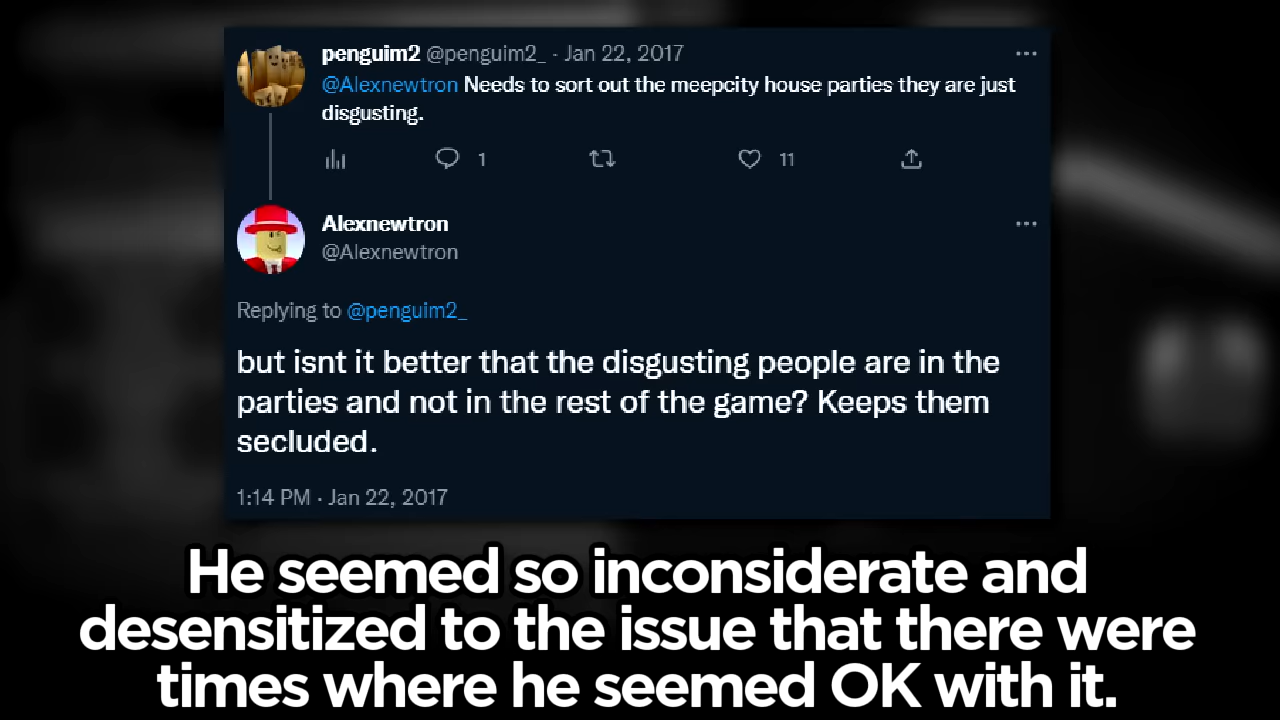 penguim2 @penguim2_ · Jan 22, 2017
@Alexnewtron Needs to sort out the meepcity house parties they are just
disgusting.
1 11
Alexnewtron
@Alexnewtron
Replying to @penguim2_
but isnt it better that the disgusting people are in the
parties and not in the rest of the game? Keeps them
secluded.
1:14 PM · Jan 22, 2017
He seemed so inconsiderate and
desensitized to the issue that there were
times where he seemed OK with it.